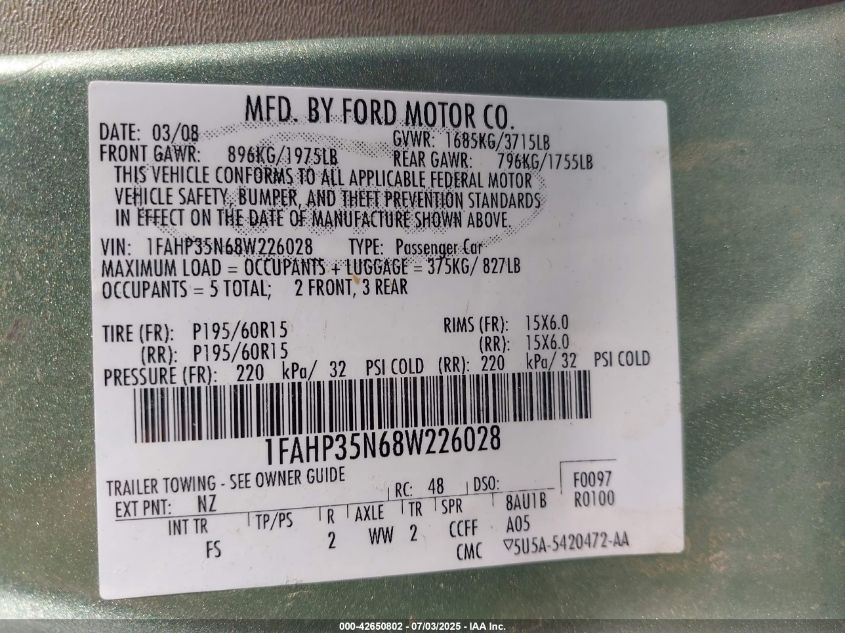 MFD. BY FORD MOTOR CO.
DATE: 03/08 GVWR: 1685KG/3715LB
FRONT GAWR: 896KG/1975LB REAR GAWR: 796KG/1755LB
THIS VEHICLE CONFORMS TO ALL APPLICABLE FEDERAL MOTOR
VEHICLE SAFETY, BUMPER, AND THEFT PREVENTION STANDARDS
IN EFFECT ON THE DATE OF MANUFACTURE SHOWN ABOVE.
VIN: 1FAHP35N68W226028 TYPE: Passenger Car
MAXIMUM LOAD = OCCUPANTS + LUGGAGE = 375KG/ 827LB
OCCUPANTS = 5 TOTAL; 2 FRONT, 3 REAR
TIRE (FR): P195/60R15 RIMS (FR): 15X6.0
(RR): P195/60R15 (RR): 15X6.0
PRESSURE (FR): 220 kPa/ 32 PSI COLD (RR): 220 kPa/ 32 PSI COLD
1FAHP35N68W226028
TRAILER TOWING - SEE OWNER GUIDE
EXT PNT: NZ RC: 48 DSO: F0097
INT TR TP/PS R AXLE TR SPR 8AU1B R0100
FS 2 WW 2 CCFF A05
CMC ▽5U5A-5420472-AA
000-42650802 - 07/03/2025 - IAA Inc.